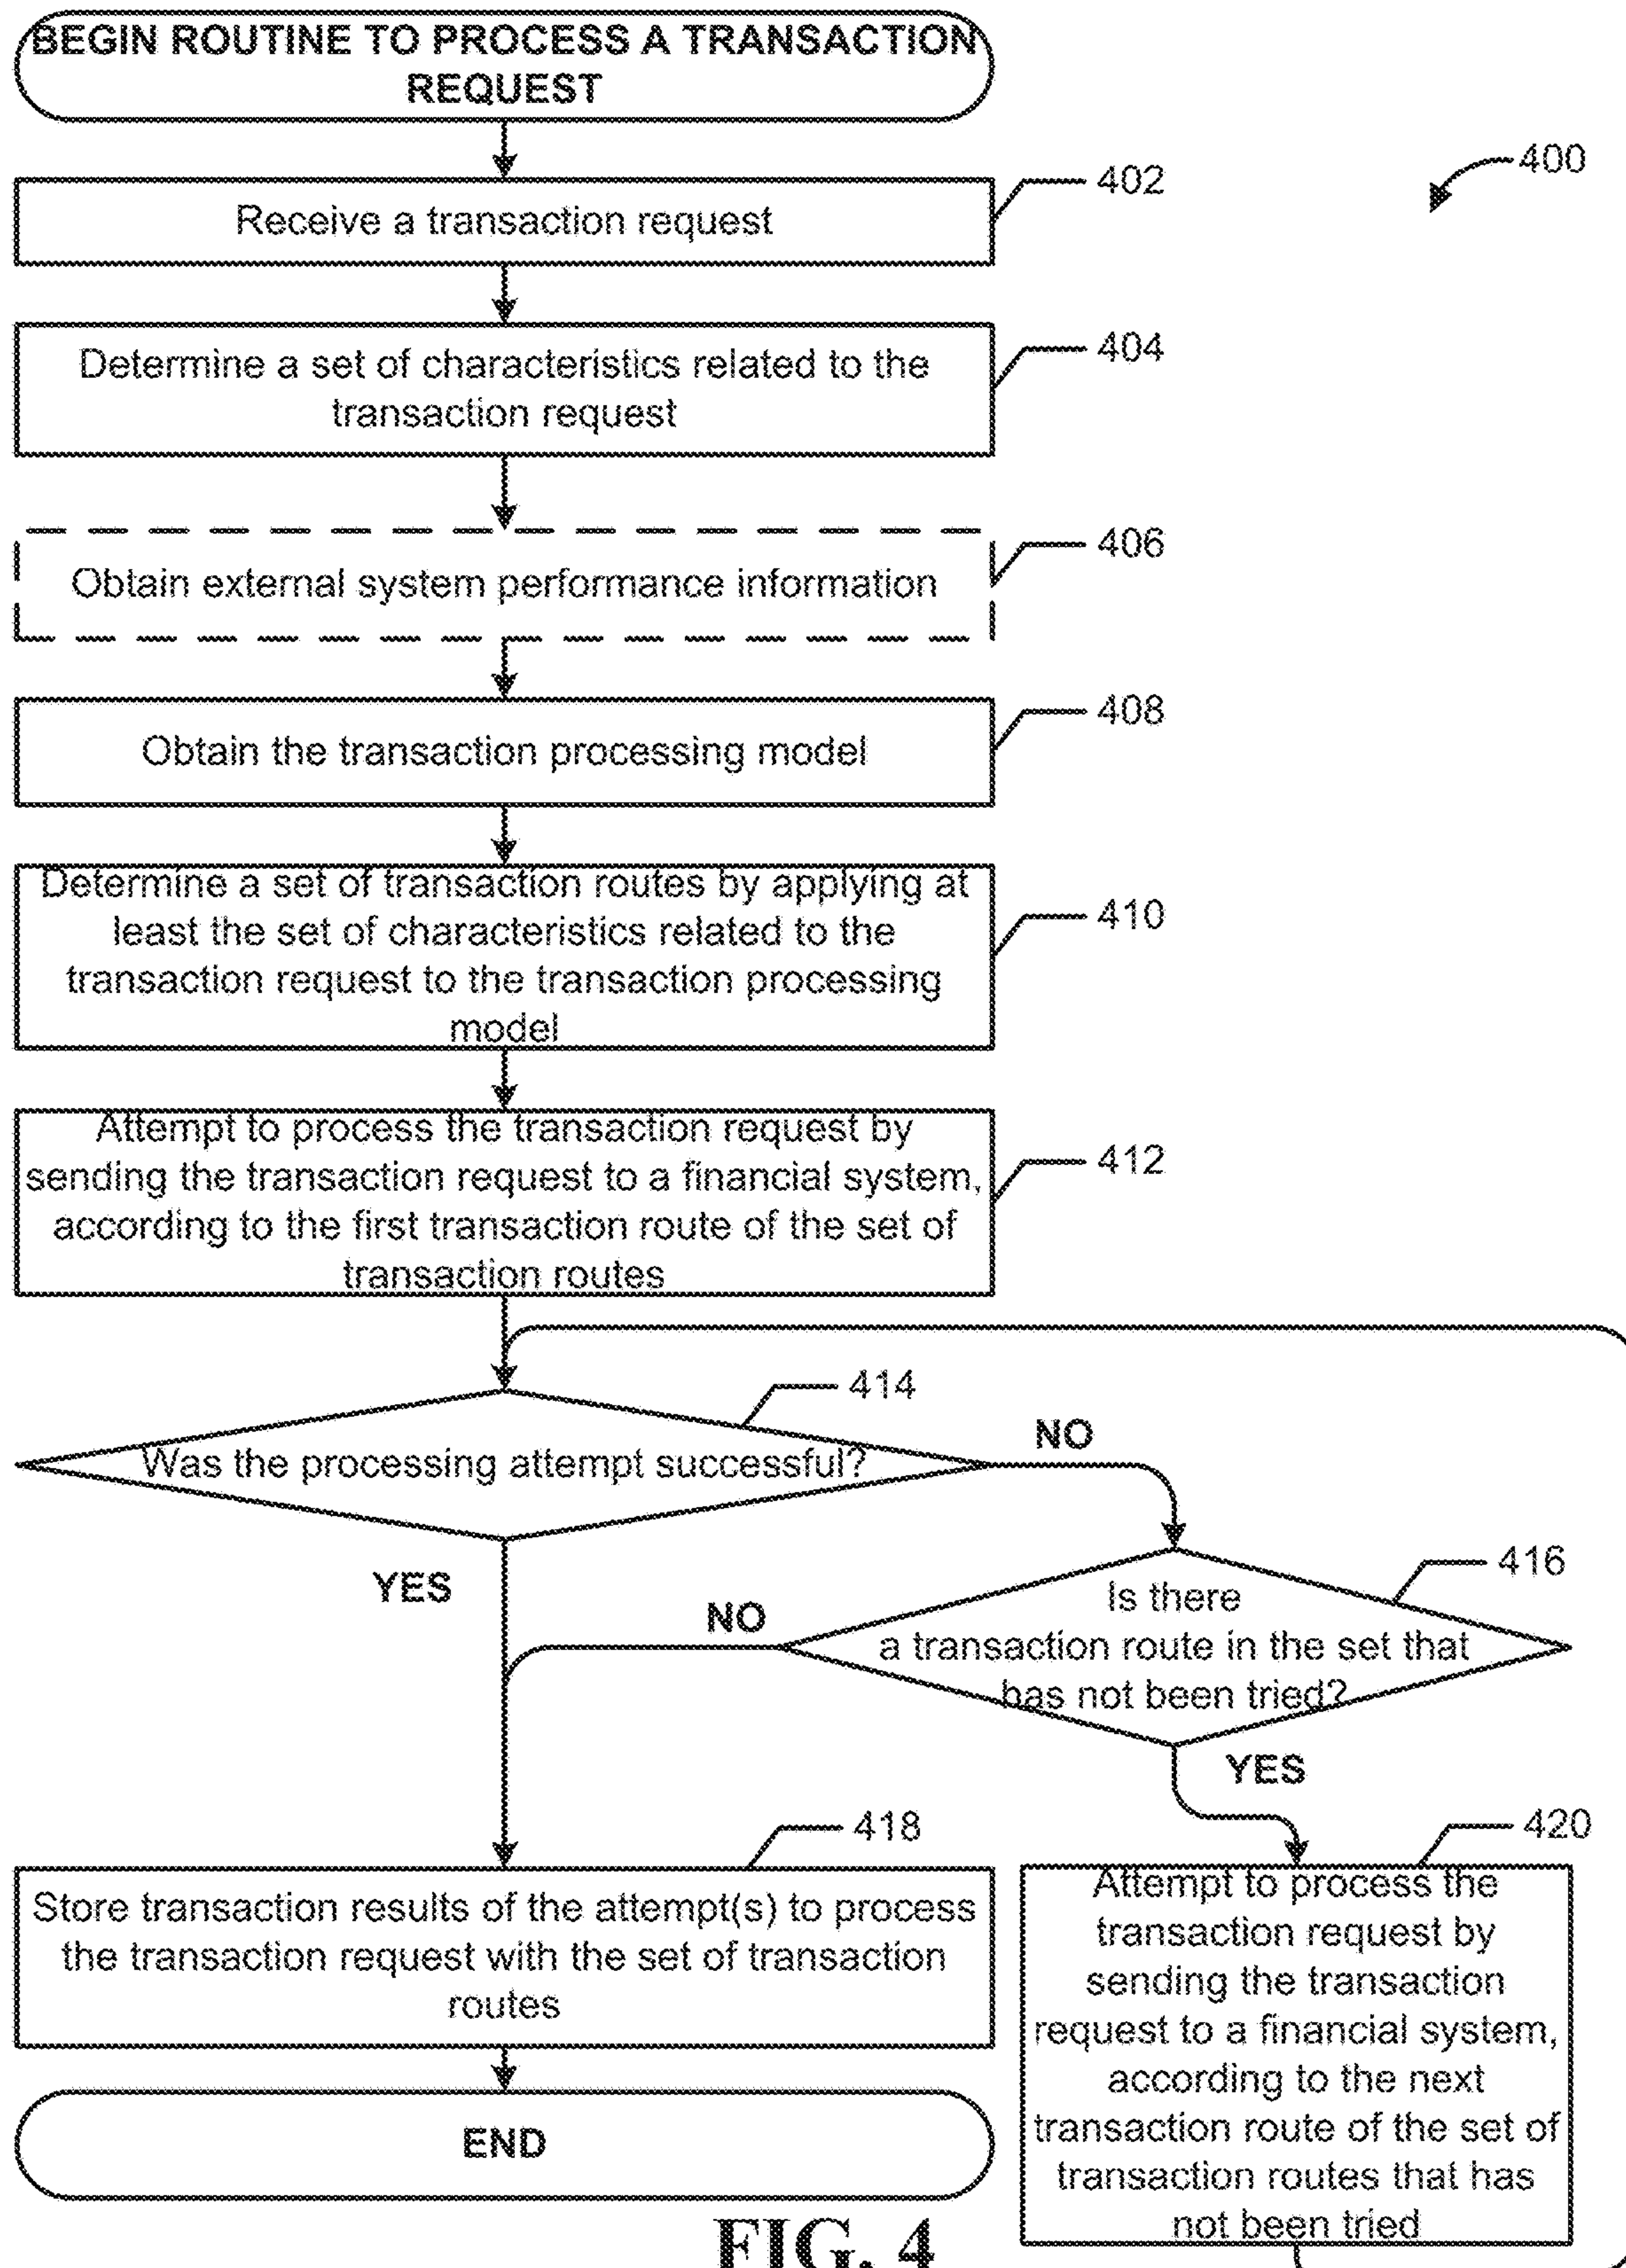 BEGIN ROUTINE TO PROCESS A TRANSACTION
REQUEST
400
402
Receive a transaction request
404
Determine a set of characteristics related to the
transaction request
406
Obtain external system performance information
408
Obtain the transaction processing model
410
Determine a set of transaction routes by applying at
least the set of characteristics related to the
transaction request to the transaction processing
model
412
Attempt to process the transaction request by
sending the transaction request to a financial system,
according to the first transaction route of the set of
transaction routes
414
Was the processing attempt successful?
NO
YES
416
Is there
a transaction route in the set that
has not been tried?
NO
YES
418
Store transaction results of the attempt(s) to process
the transaction request with the set of transaction
routes
420
Attempt to process the
transaction request by
sending the transaction
request to a financial system,
according to the next
transaction route of the set of
transaction routes that has
not been tried
END
FIG. 4